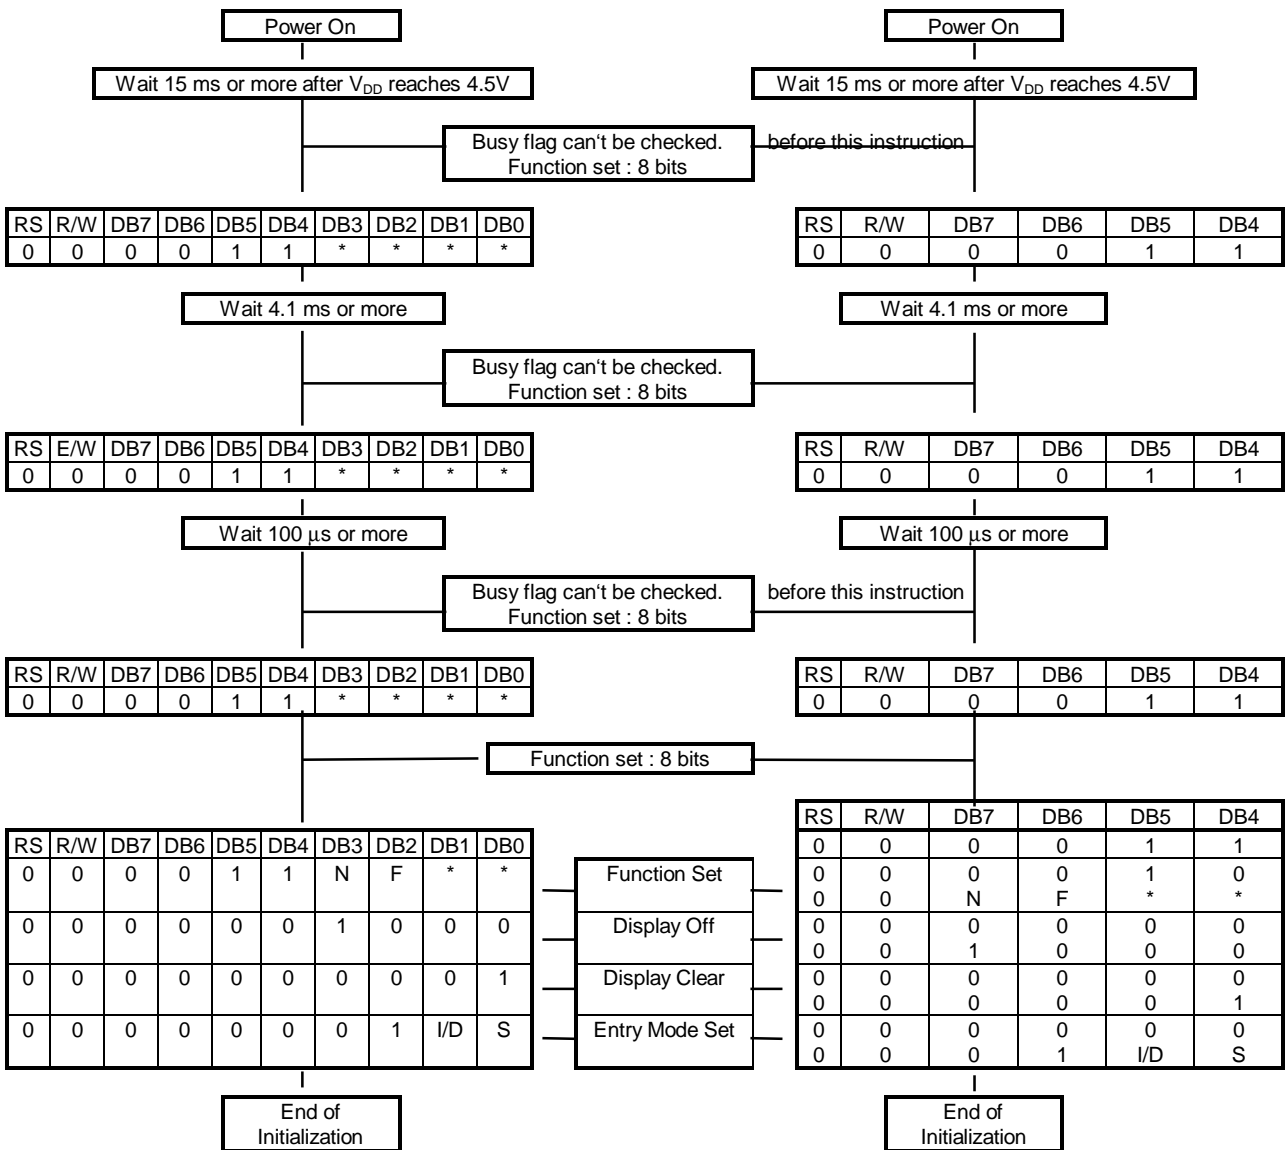 Power On Power On
Wait 15 ms or more after VDD reaches 4.5V Wait 15 ms or more after VDD reaches 4.5V
Busy flag can‘t be checked. before this instruction
Function set : 8 bits
RS R/W DB7 DB6 DB5 DB4 DB3 DB2 DB1 DB0 RS R/W DB7 DB6 DB5 DB4
0 0 0 0 1 1 * * * * 0 0 0 0 1 1
Wait 4.1 ms or more Wait 4.1 ms or more
Busy flag can‘t be checked.
Function set : 8 bits
RS E/W DB7 DB6 DB5 DB4 DB3 DB2 DB1 DB0 RS R/W DB7 DB6 DB5 DB4
0 0 0 0 1 1 * * * * 0 0 0 0 1 1
Wait 100 µs or more Wait 100 µs or more
Busy flag can‘t be checked. before this instruction
Function set : 8 bits
RS R/W DB7 DB6 DB5 DB4 DB3 DB2 DB1 DB0 RS R/W DB7 DB6 DB5 DB4
0 0 0 0 1 1 * * * * 0 0 0 0 1 1
Function set : 8 bits
RS R/W DB7 DB6 DB5 DB4
RS R/W DB7 DB6 DB5 DB4 DB3 DB2 DB1 DB0 0 0 0 0 1 1
0 0 0 0 1 1 N F * * Function Set 0 0 0 0 1 0
0 0 N F * *
0 0 0 0 0 0 1 0 0 0 Display Off 0 0 0 0 0 0
0 0 1 0 0 0
0 0 0 0 0 0 0 0 0 1 Display Clear 0 0 0 0 0 0
0 0 0 0 0 1
0 0 0 0 0 0 0 1 I/D S Entry Mode Set 0 0 0 0 0 0
0 0 0 1 I/D S
End of End of
Initialization Initialization